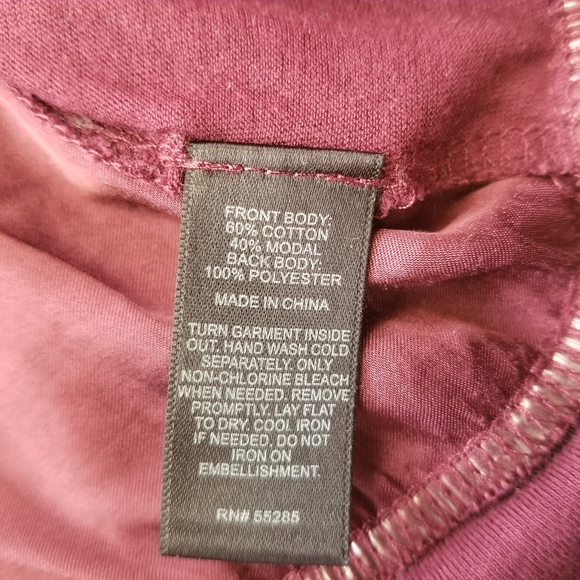 FRONT BODY:
60% COTTON
40% MODAL
BACK BODY:
100% POLYESTER
MADE IN CHINA
TURN GARMENT INSIDE
OUT. HAND WASH COLD
SEPARATELY. ONLY
NON-CHLORINE BLEACH
WHEN NEEDED. REMOVE
PROMPTLY. LAY FLAT
TO DRY. COOL IRON
IF NEEDED. DO NOT
IRON ON
EMBELLISHMENT.
RN# 55285